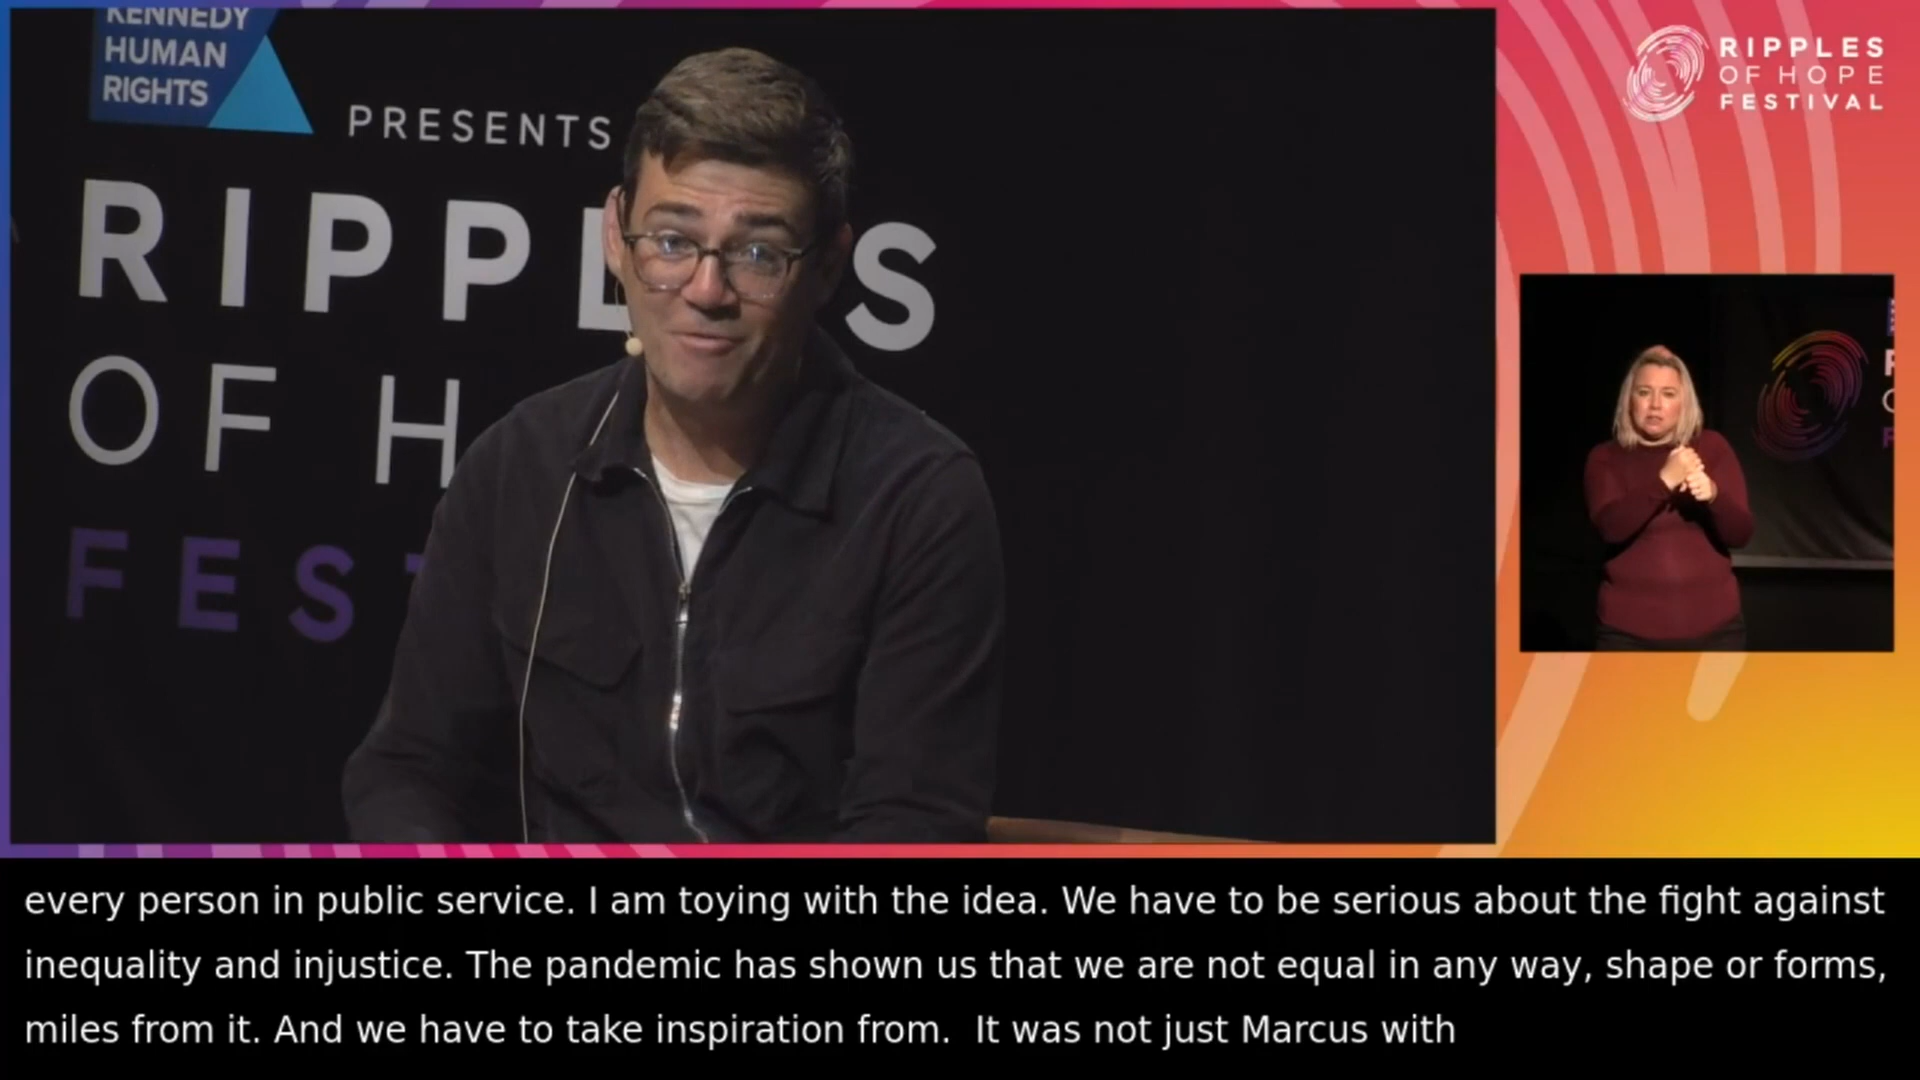 KENNEDY
HUMAN
RIGHTS
PRESENTS
RIPPL S
OF H
FES
RIPPLES
OF HOPE
FESTIVAL
every person in public service. I am toying with the idea. We have to be serious about the fight against
inequality and injustice. The pandemic has shown us that we are not equal in any way, shape or forms,
miles from it. And we have to take inspiration from.  It was not just Marcus with